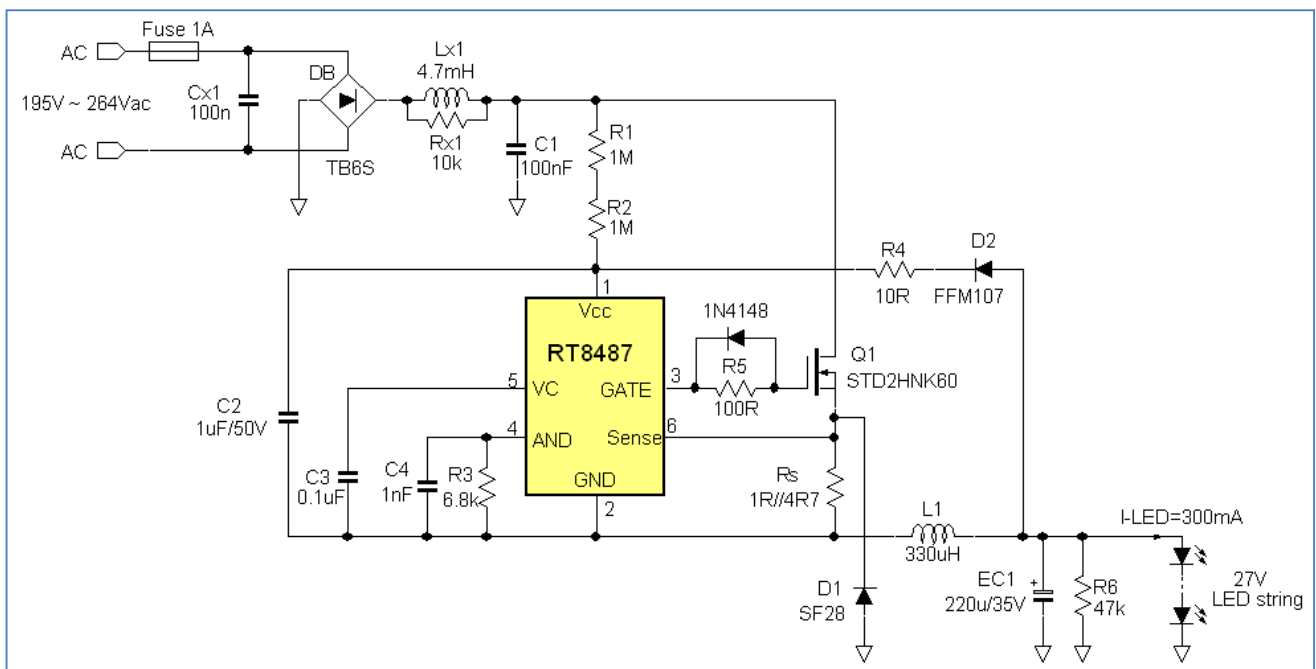 Fuse 1A
AC
195V ~ 264Vac
AC
Cx1
100n
DB
TB6S
Lx1
4.7mH
Rx1
10k
C1
100nF
R1
1M
R2
1M
R4
10R
D2
FFM107
1
Vcc
RT8487
5
VC
GATE
3
4
AND
Sense
6
GND
2
1N4148
R5
100R
Q1
STD2HNK60
C2
1uF/50V
C3
0.1uF
C4
1nF
R3
6.8k
Rs
1R//4R7
L1
330uH
I-LED=300mA
D1
SF28
EC1
220u/35V
+
R6
47k
27V
LED string